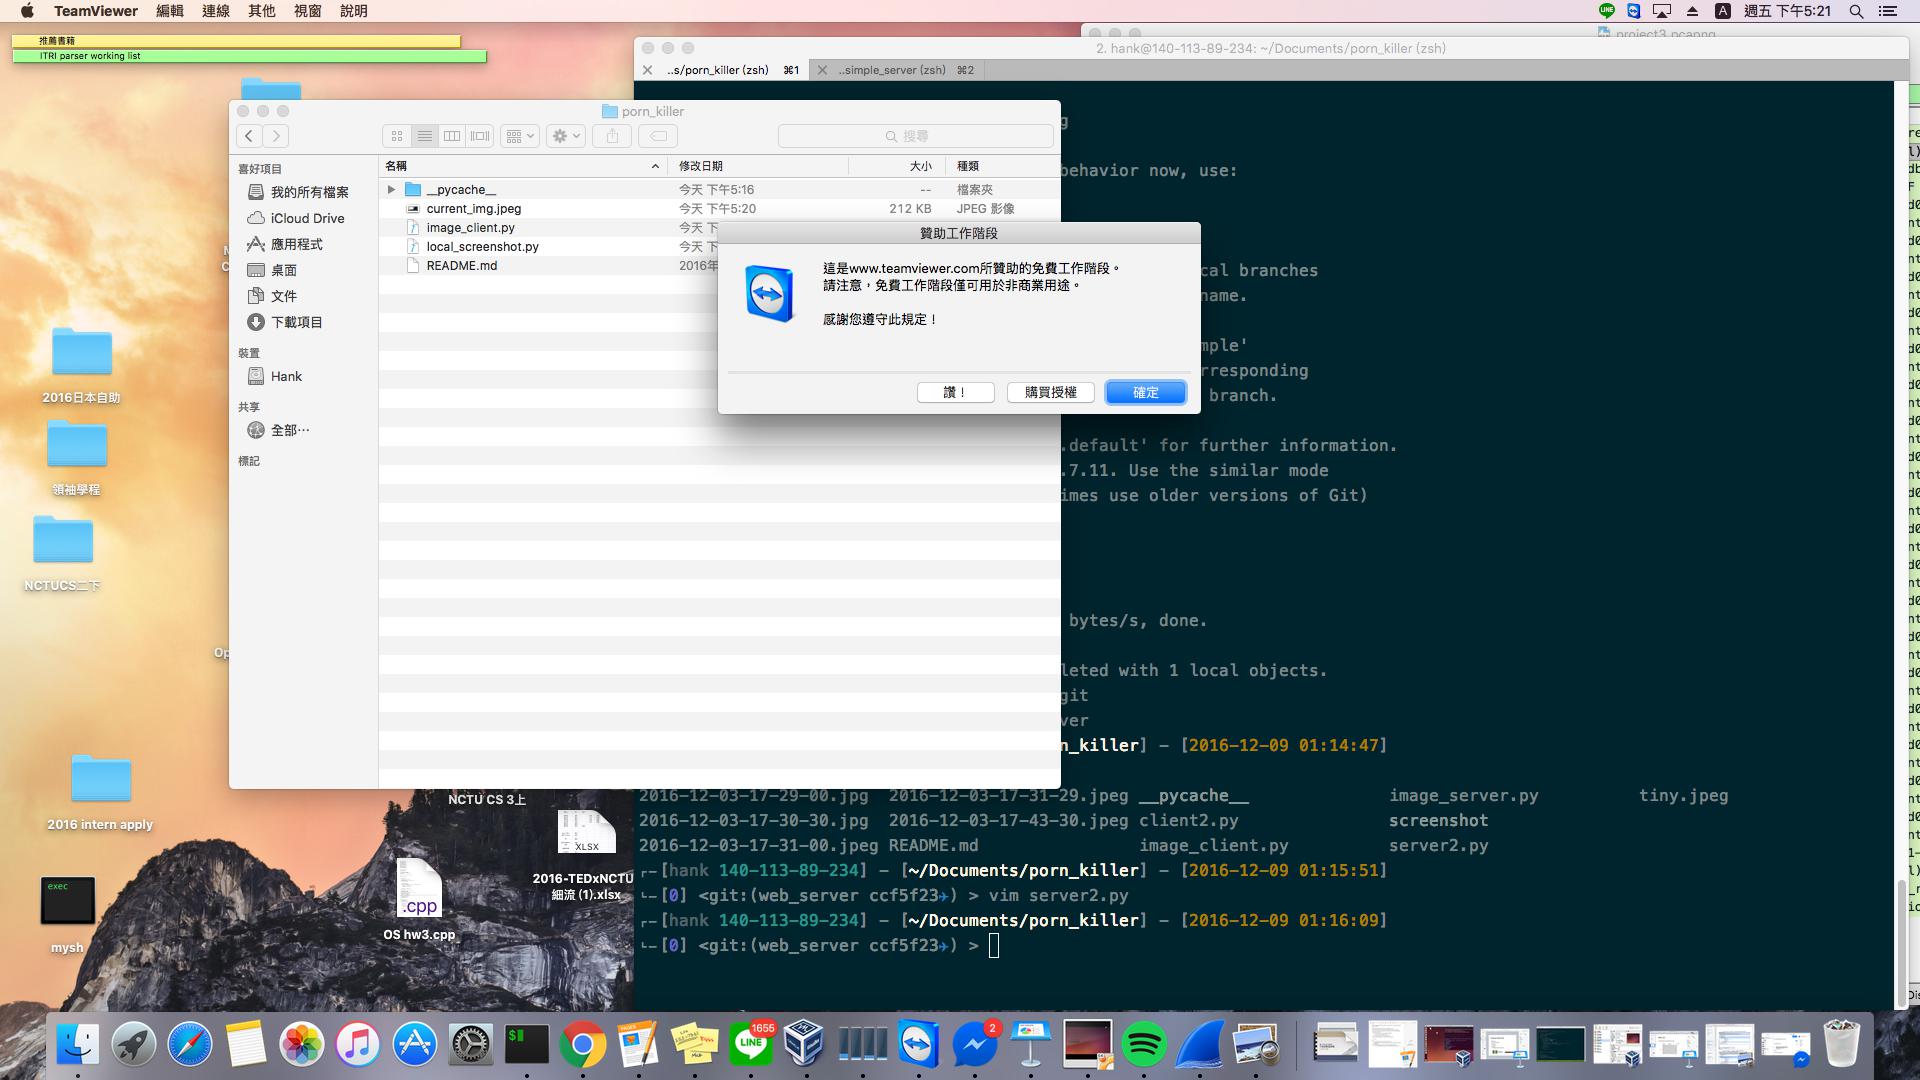 TeamViewer 編輯 連線 其他 視窗 說明
A 週五 下午5:21
推薦書籍
ITRI parser working list
project3.pcapng
2. hank@140-113-89-234: ~/Documents/porn_killer (zsh)
..s/porn_killer (zsh) ⌘1 ..simple_server (zsh) ⌘2
porn_killer
搜尋
喜好項目
我的所有檔案
iCloud Drive
應用程式
桌面
文件
下載項目
裝置
Hank
共享
全部…
標記
名稱 修改日期 大小 種類
__pycache__ 今天 下午5:16 -- 檔案夾
current_img.jpeg 今天 下午5:20 212 KB JPEG 影像
image_client.py 今天 下
local_screenshot.py 今天 下
README.md 2016年
贊助工作階段
這是www.teamviewer.com所贊助的免費工作階段。
請注意，免費工作階段僅可用於非商業用途。
感謝您遵守此規定！
讚！ 購買授權 確定
behavior now, use:
cal branches
name.
mple'
rresponding
branch.
.default' for further information.
.7.11. Use the similar mode
imes use older versions of Git)
bytes/s, done.
leted with 1 local objects.
git
ver
n_killer] – [2016-12-09 01:14:47]
2016-12-03-17-29-00.jpg 2016-12-03-17-31-29.jpeg __pycache__ image_server.py tiny.jpeg
2016-12-03-17-30-30.jpg 2016-12-03-17-43-30.jpeg client2.py screenshot
2016-12-03-17-31-00.jpeg README.md image_client.py server2.py
[hank 140-113-89-234] – [~/Documents/porn_killer] – [2016-12-09 01:15:51]
[0] <git:(web_server ccf5f23✈) > vim server2.py
[hank 140-113-89-234] – [~/Documents/porn_killer] – [2016-12-09 01:16:09]
[0] <git:(web_server ccf5f23✈) >
2016日本自助
領袖學程
NCTUCS二下
Op
2016 intern apply
NCTU CS 3上
XLSX
2016-TEDxNCTU
細流 (1).xlsx
.cpp
OS hw3.cpp
exec
mysh
PAGES
LINE
1655
2